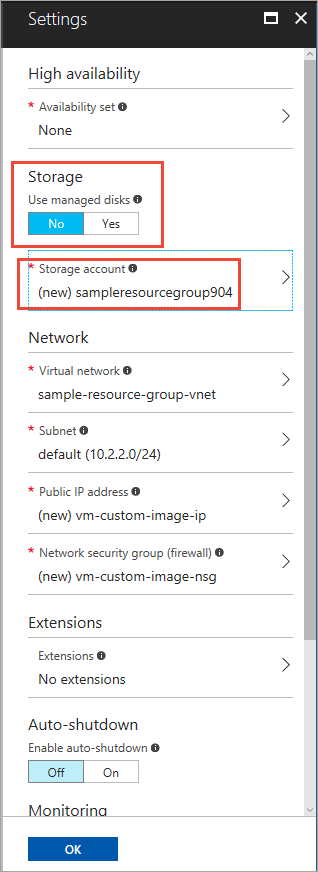 Settings
High availability
* Availability set
None
Storage
Use managed disks
No Yes
* Storage account
(new) sampleresourcegroup904
Network
* Virtual network
sample-resource-group-vnet
* Subnet
default (10.2.2.0/24)
* Public IP address
(new) vm-custom-image-ip
* Network security group (firewall)
(new) vm-custom-image-nsg
Extensions
Extensions
No extensions
Auto-shutdown
Enable auto-shutdown
Off On
Monitoring
OK